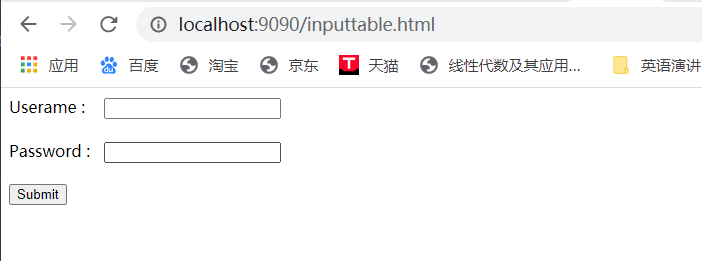 localhost:9090/inputtable.html
应用 百度 淘宝 京东 T 天猫 线性代数及其应用... 英语演讲
Userame :
Password :
Submit